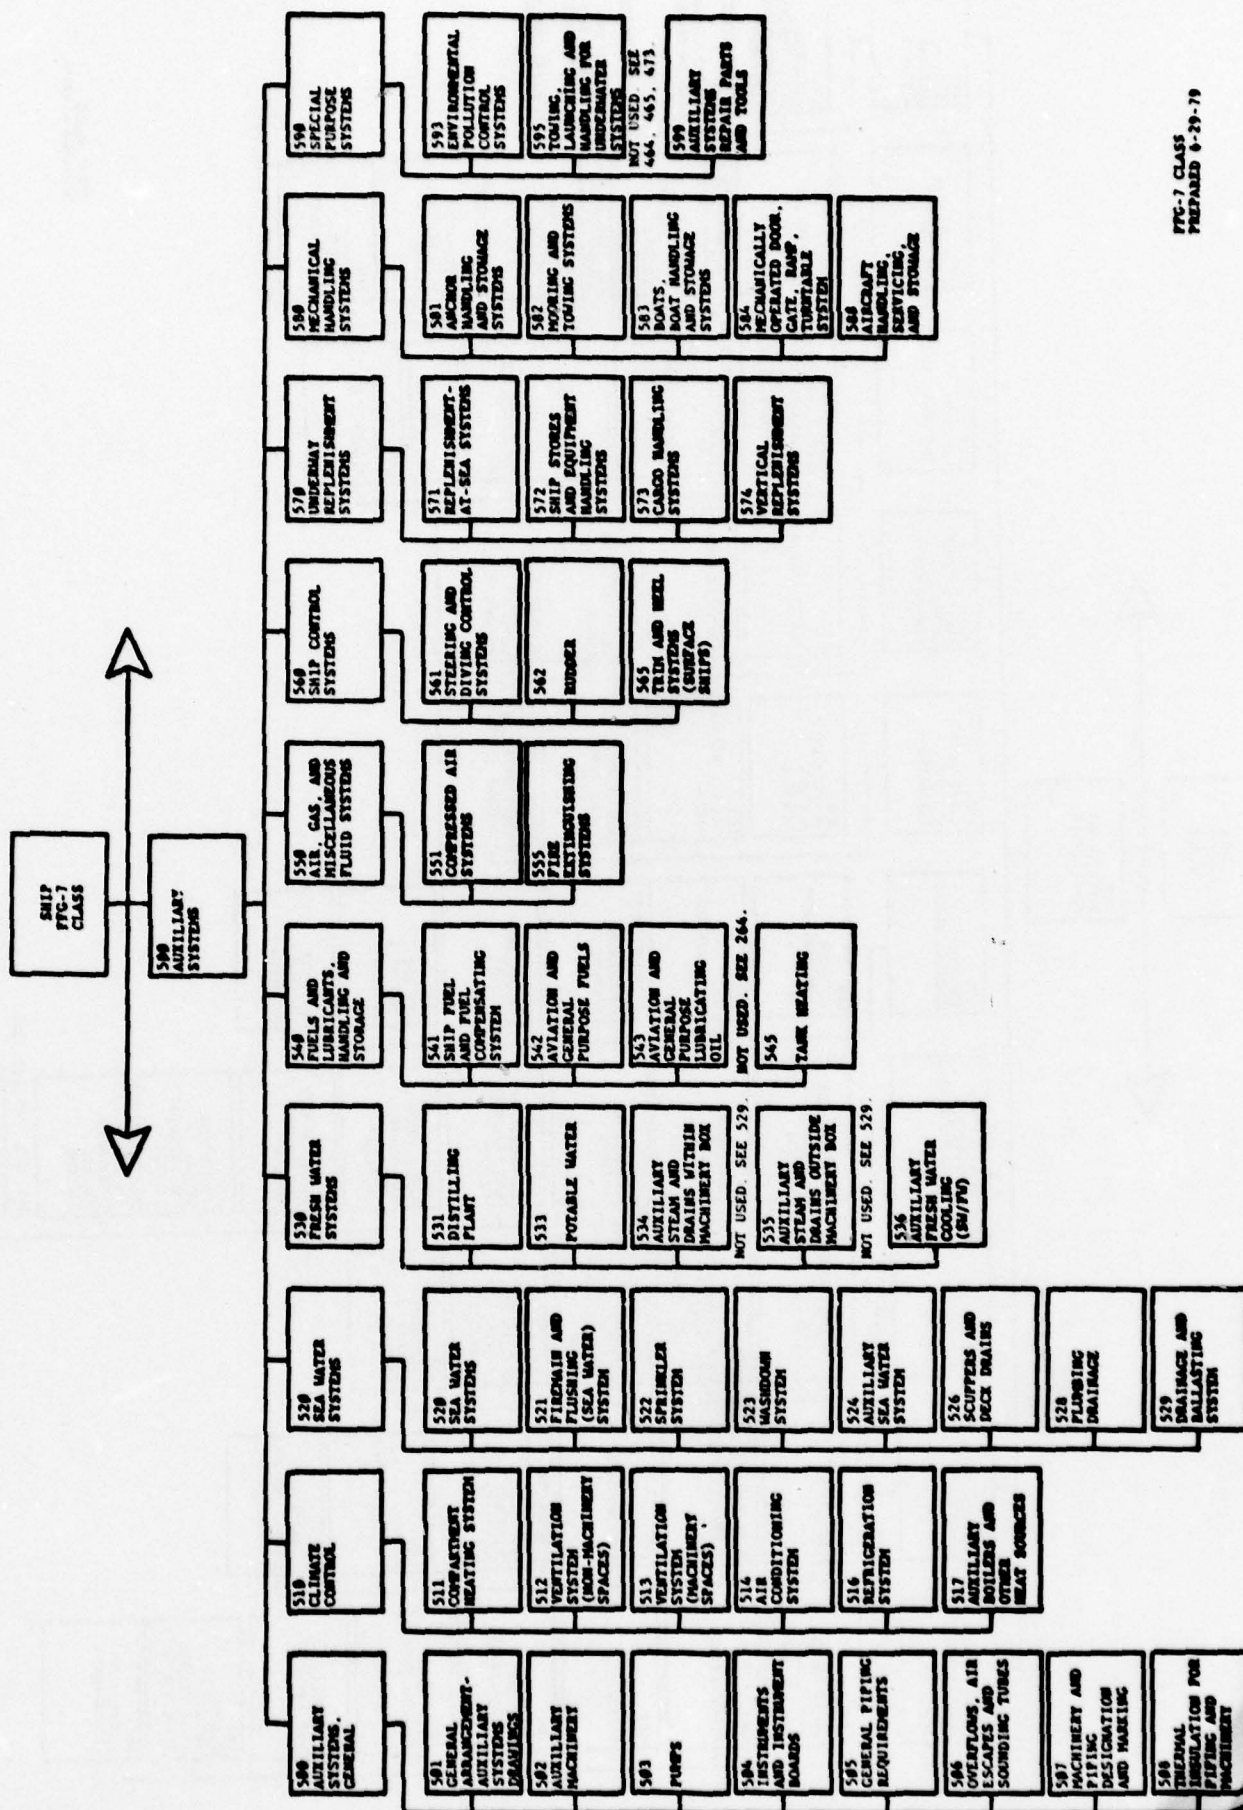 SHIP
FFG-7
CLASS
500
AUXILIARY
SYSTEMS
500
AUXILIARY
SYSTEMS,
GENERAL
501
GENERAL
ARRANGEMENT-
AUXILIARY
SYSTEMS
DRAWINGS
502
AUXILIARY
MACHINERY
503
PUMPS
504
INSTRUMENTS
AND INSTRUMENT
BOARDS
505
GENERAL PIPING
REQUIREMENTS
506
OVERFLOWS, AIR
ESCAPES AND
SOUNDING TUBES
507
MACHINERY AND
PIPING
DESIGNATION
AND MARKING
508
THERMAL
INSULATION FOR
PIPING AND
MACHINERY
510
CLIMATE
CONTROL
511
COMPARTMENT
HEATING SYSTEM
512
VENTILATION
SYSTEM
(NON-MACHINERY
SPACES)
513
VENTILATION
SYSTEM
(MACHINERY
SPACES)
514
AIR
CONDITIONING
SYSTEM
516
REFRIGERATION
SYSTEM
517
AUXILIARY
BOILERS AND
OTHER
HEAT SOURCES
520
SEA WATER
SYSTEMS
520
SEA WATER
SYSTEMS
521
FIREMAIN AND
FLUSHING
(SEA WATER)
SYSTEM
522
SPRINKLER
SYSTEM
523
WASHDOWN
SYSTEM
524
AUXILIARY
SEA WATER
SYSTEM
526
SCUPPERS AND
DECK DRAINS
528
PLUMBING
DRAINAGE
529
DRAINAGE AND
BALLASTING
SYSTEM
530
FRESH WATER
SYSTEMS
531
DISTILLING
PLANT
533
POTABLE WATER
534
AUXILIARY
STEAM AND
DRAINS WITHIN
MACHINERY BOX
NOT USED. SEE 529.
535
AUXILIARY
STEAM AND
DRAINS OUTSIDE
MACHINERY BOX
NOT USED. SEE 529.
536
AUXILIARY
FRESH WATER
COOLING
(SW/FW)
540
FUELS AND
LUBRICANTS,
HANDLING AND
STORAGE
541
SHIP FUEL
AND FUEL
COMPENSATING
SYSTEM
542
AVIATION AND
GENERAL
PURPOSE FUELS
543
AVIATION AND
GENERAL
PURPOSE
LUBRICATING
OIL
NOT USED. SEE 264.
545
TANK HEATING
550
AIR, GAS, AND
MISCELLANEOUS
FLUID SYSTEMS
551
COMPRESSED AIR
SYSTEMS
555
FIRE
EXTINGUISHING
SYSTEMS
560
SHIP CONTROL
SYSTEMS
561
STEERING AND
DIVING CONTROL
SYSTEMS
562
RUDDER
565
TRIM AND HEEL
SYSTEMS
(SURFACE
SHIPS)
570
UNDERWAY
REPLENISHMENT
SYSTEMS
571
REPLENISHMENT-
AT-SEA SYSTEMS
572
SHIP STORES
AND EQUIPMENT
HANDLING
SYSTEMS
573
CARGO HANDLING
SYSTEMS
574
VERTICAL
REPLENISHMENT
SYSTEMS
580
MECHANICAL
HANDLING
SYSTEMS
581
ANCHOR
HANDLING
AND STOWAGE
SYSTEMS
582
MOORING AND
TOWING SYSTEMS
583
BOATS,
BOAT HANDLING
AND STOWAGE
SYSTEMS
584
MECHANICALLY
OPERATED DOOR,
GATE, RAMP,
TURNTABLE
SYSTEM
588
AIRCRAFT
HANDLING,
SERVICING,
AND STOWAGE
590
SPECIAL
PURPOSE
SYSTEMS
593
ENVIRONMENTAL
POLLUTION
CONTROL
SYSTEMS
595
TOWING,
LAUNCHING AND
HANDLING FOR
UNDERWATER
SYSTEMS
NOT USED. SEE
464, 465, 473.
599
AUXILIARY
SYSTEMS
REPAIR PARTS
AND TOOLS
FFG-7 CLASS
PREPARED 6-29-79